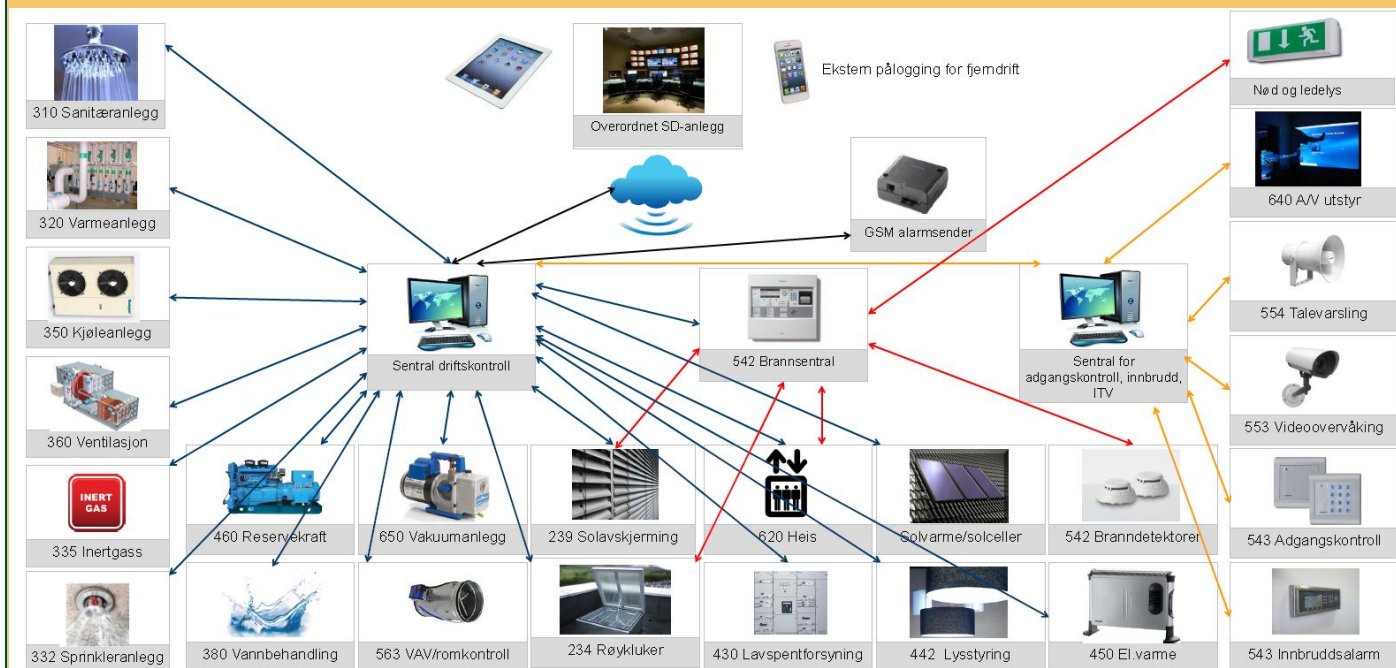 310 Sanitæranlegg
Overordnet SD-anlegg
Ekstern pålogging for fjerndrift
Nød og ledelys
320 Varmeanlegg
GSM alarmsender
640 A/V utstyr
350 Kjøleanlegg
Sentral driftskontroll
542 Brannsentral
Sentral for
adgangskontroll, innbrudd,
ITV
554 Talevarsling
360 Ventilasjon
553 Videoovervåking
INERT
GAS
335 Inertgass
460 Reservekraft
650 Vakuumanlegg
239 Solavskjerming
620 Heis
Solvarme/solceller
542 Branndetektorer
543 Adgangskontroll
332 Sprinkleranlegg
380 Vannbehandling
563 VAV/romkontroll
234 Røykluker
430 Lavspentforsyning
442 Lysstyring
450 El.varme
543 Innbruddsalarm